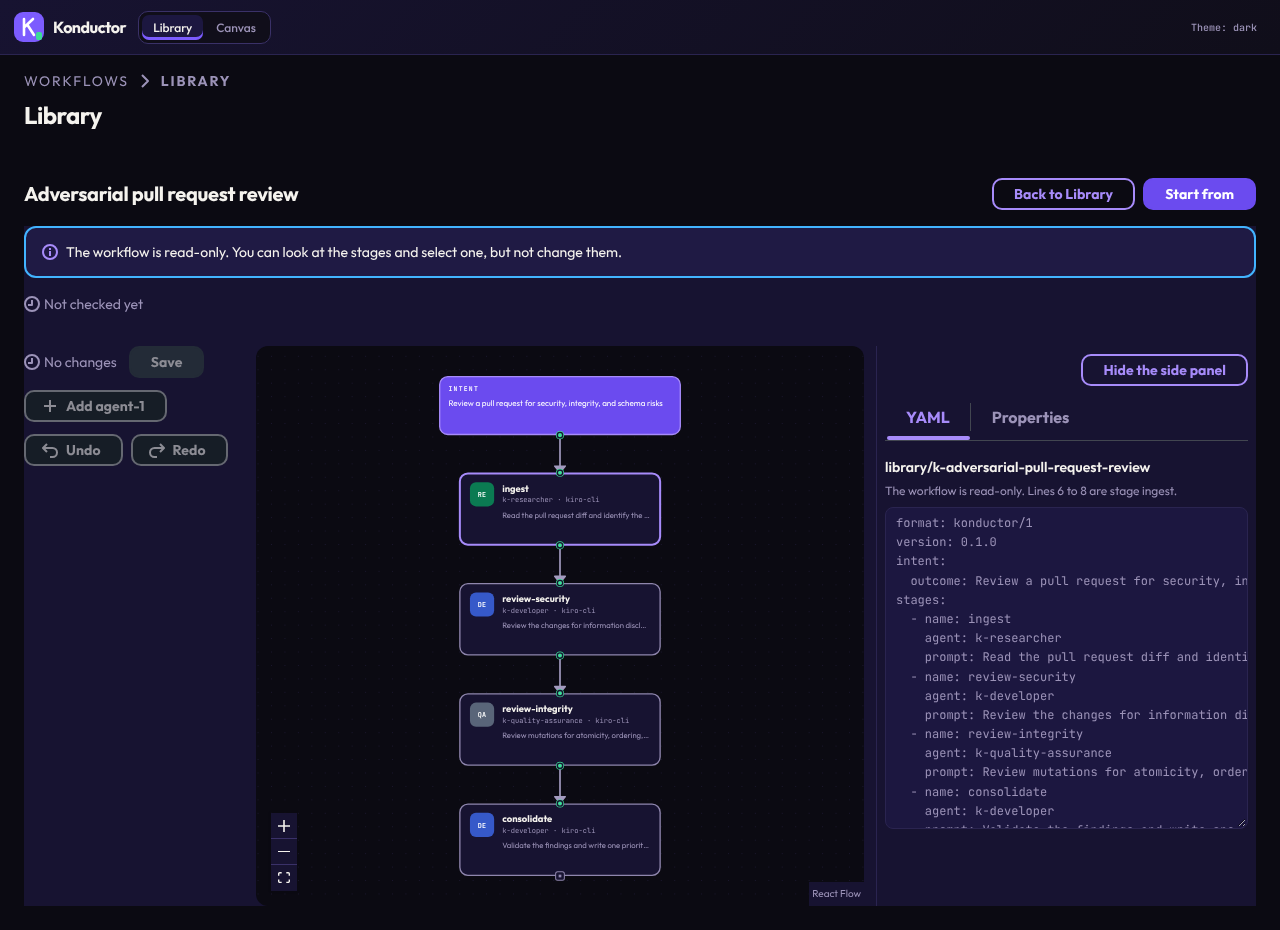 K Konductor
Library
Canvas
Theme: dark
WORKFLOWS > LIBRARY
Library
Adversarial pull request review
Back to Library
Start from
The workflow is read-only. You can look at the stages and select one, but not change them.
Not checked yet
No changes
Save
Add agent-1
Undo
Redo
INTENT
Review a pull request for security, integrity, and schema risks
RE
ingest
k-researcher · kiro-cli
Read the pull request diff and identify the ...
DE
review-security
k-developer · kiro-cli
Review the changes for information discl...
QA
review-integrity
k-quality-assurance · kiro-cli
Review mutations for atomicity, ordering,...
DE
consolidate
k-developer · kiro-cli
Validate the findings and write one priorit...
React Flow
Hide the side panel
YAML
Properties
library/k-adversarial-pull-request-review
The workflow is read-only. Lines 6 to 8 are stage ingest.
format: konductor/1
version: 0.1.0
intent:
  outcome: Review a pull request for security, in
stages:
  - name: ingest
    agent: k-researcher
    prompt: Read the pull request diff and identi
  - name: review-security
    agent: k-developer
    prompt: Review the changes for information di
  - name: review-integrity
    agent: k-quality-assurance
    prompt: Review mutations for atomicity, order
  - name: consolidate
    agent: k-developer
    prompt: Validate the findings and write one